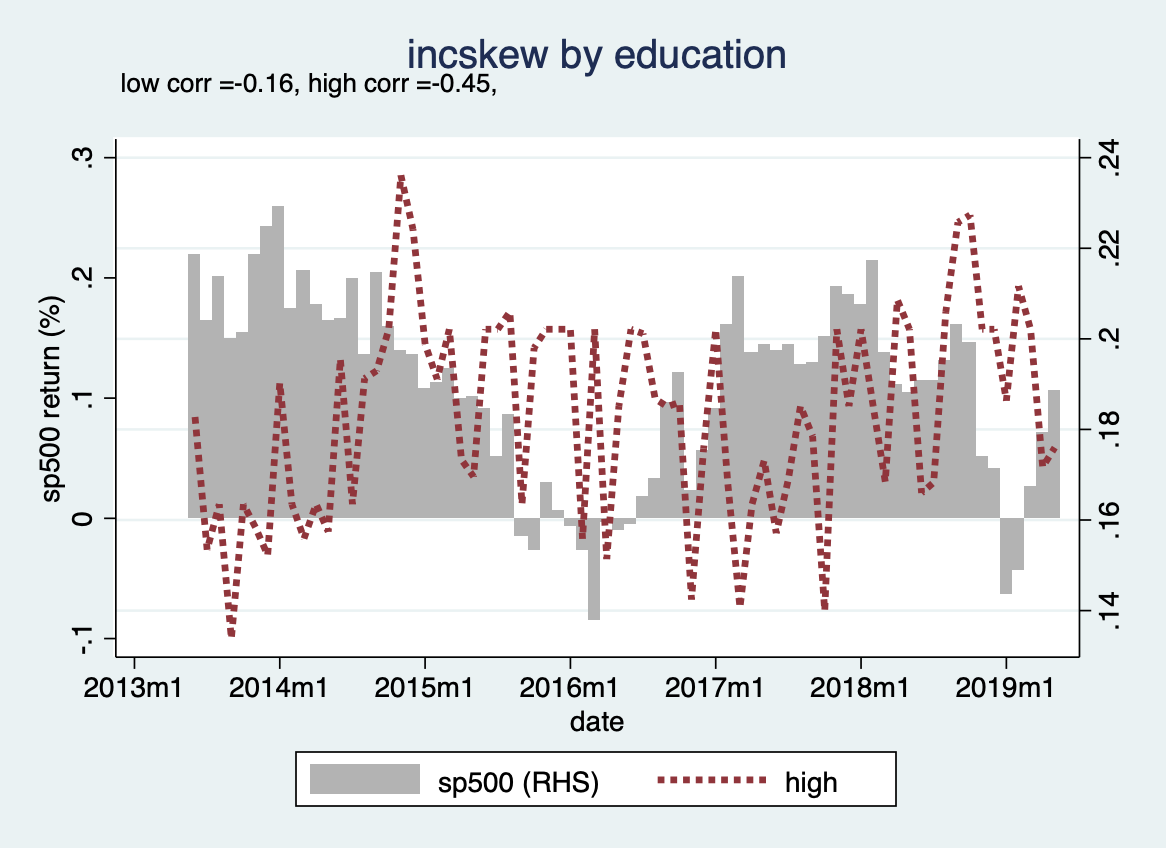 incskew by education
low corr =-0.16, high corr =-0.45,
.3
.2
.1
0
-.1
sp500 return (%)
.24
.22
.2
.18
.16
.14
2013m1 2014m1 2015m1 2016m1 2017m1 2018m1 2019m1
date
sp500 (RHS) high